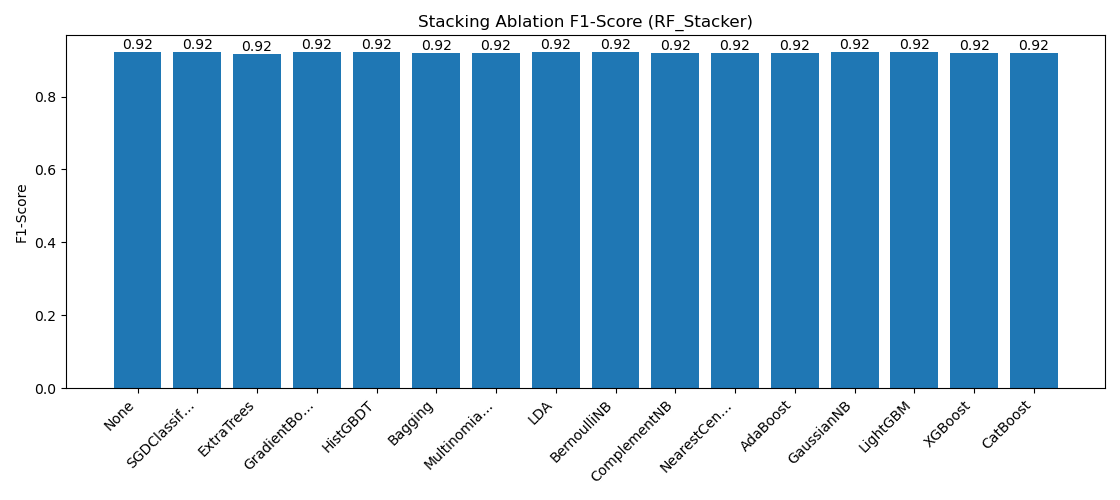 Stacking Ablation F1-Score (RF_Stacker)
0.92 0.92 0.92 0.92 0.92 0.92 0.92 0.92 0.92 0.92 0.92 0.92 0.92 0.92 0.92 0.92
F1-Score
0.8
0.6
0.4
0.2
0.0
None
SGDClassif...
ExtraTrees
GradientBo...
HistGBDT
Bagging
Multinomia...
LDA
BernoulliNB
ComplementNB
NearestCen...
AdaBoost
GaussianNB
LightGBM
XGBoost
CatBoost